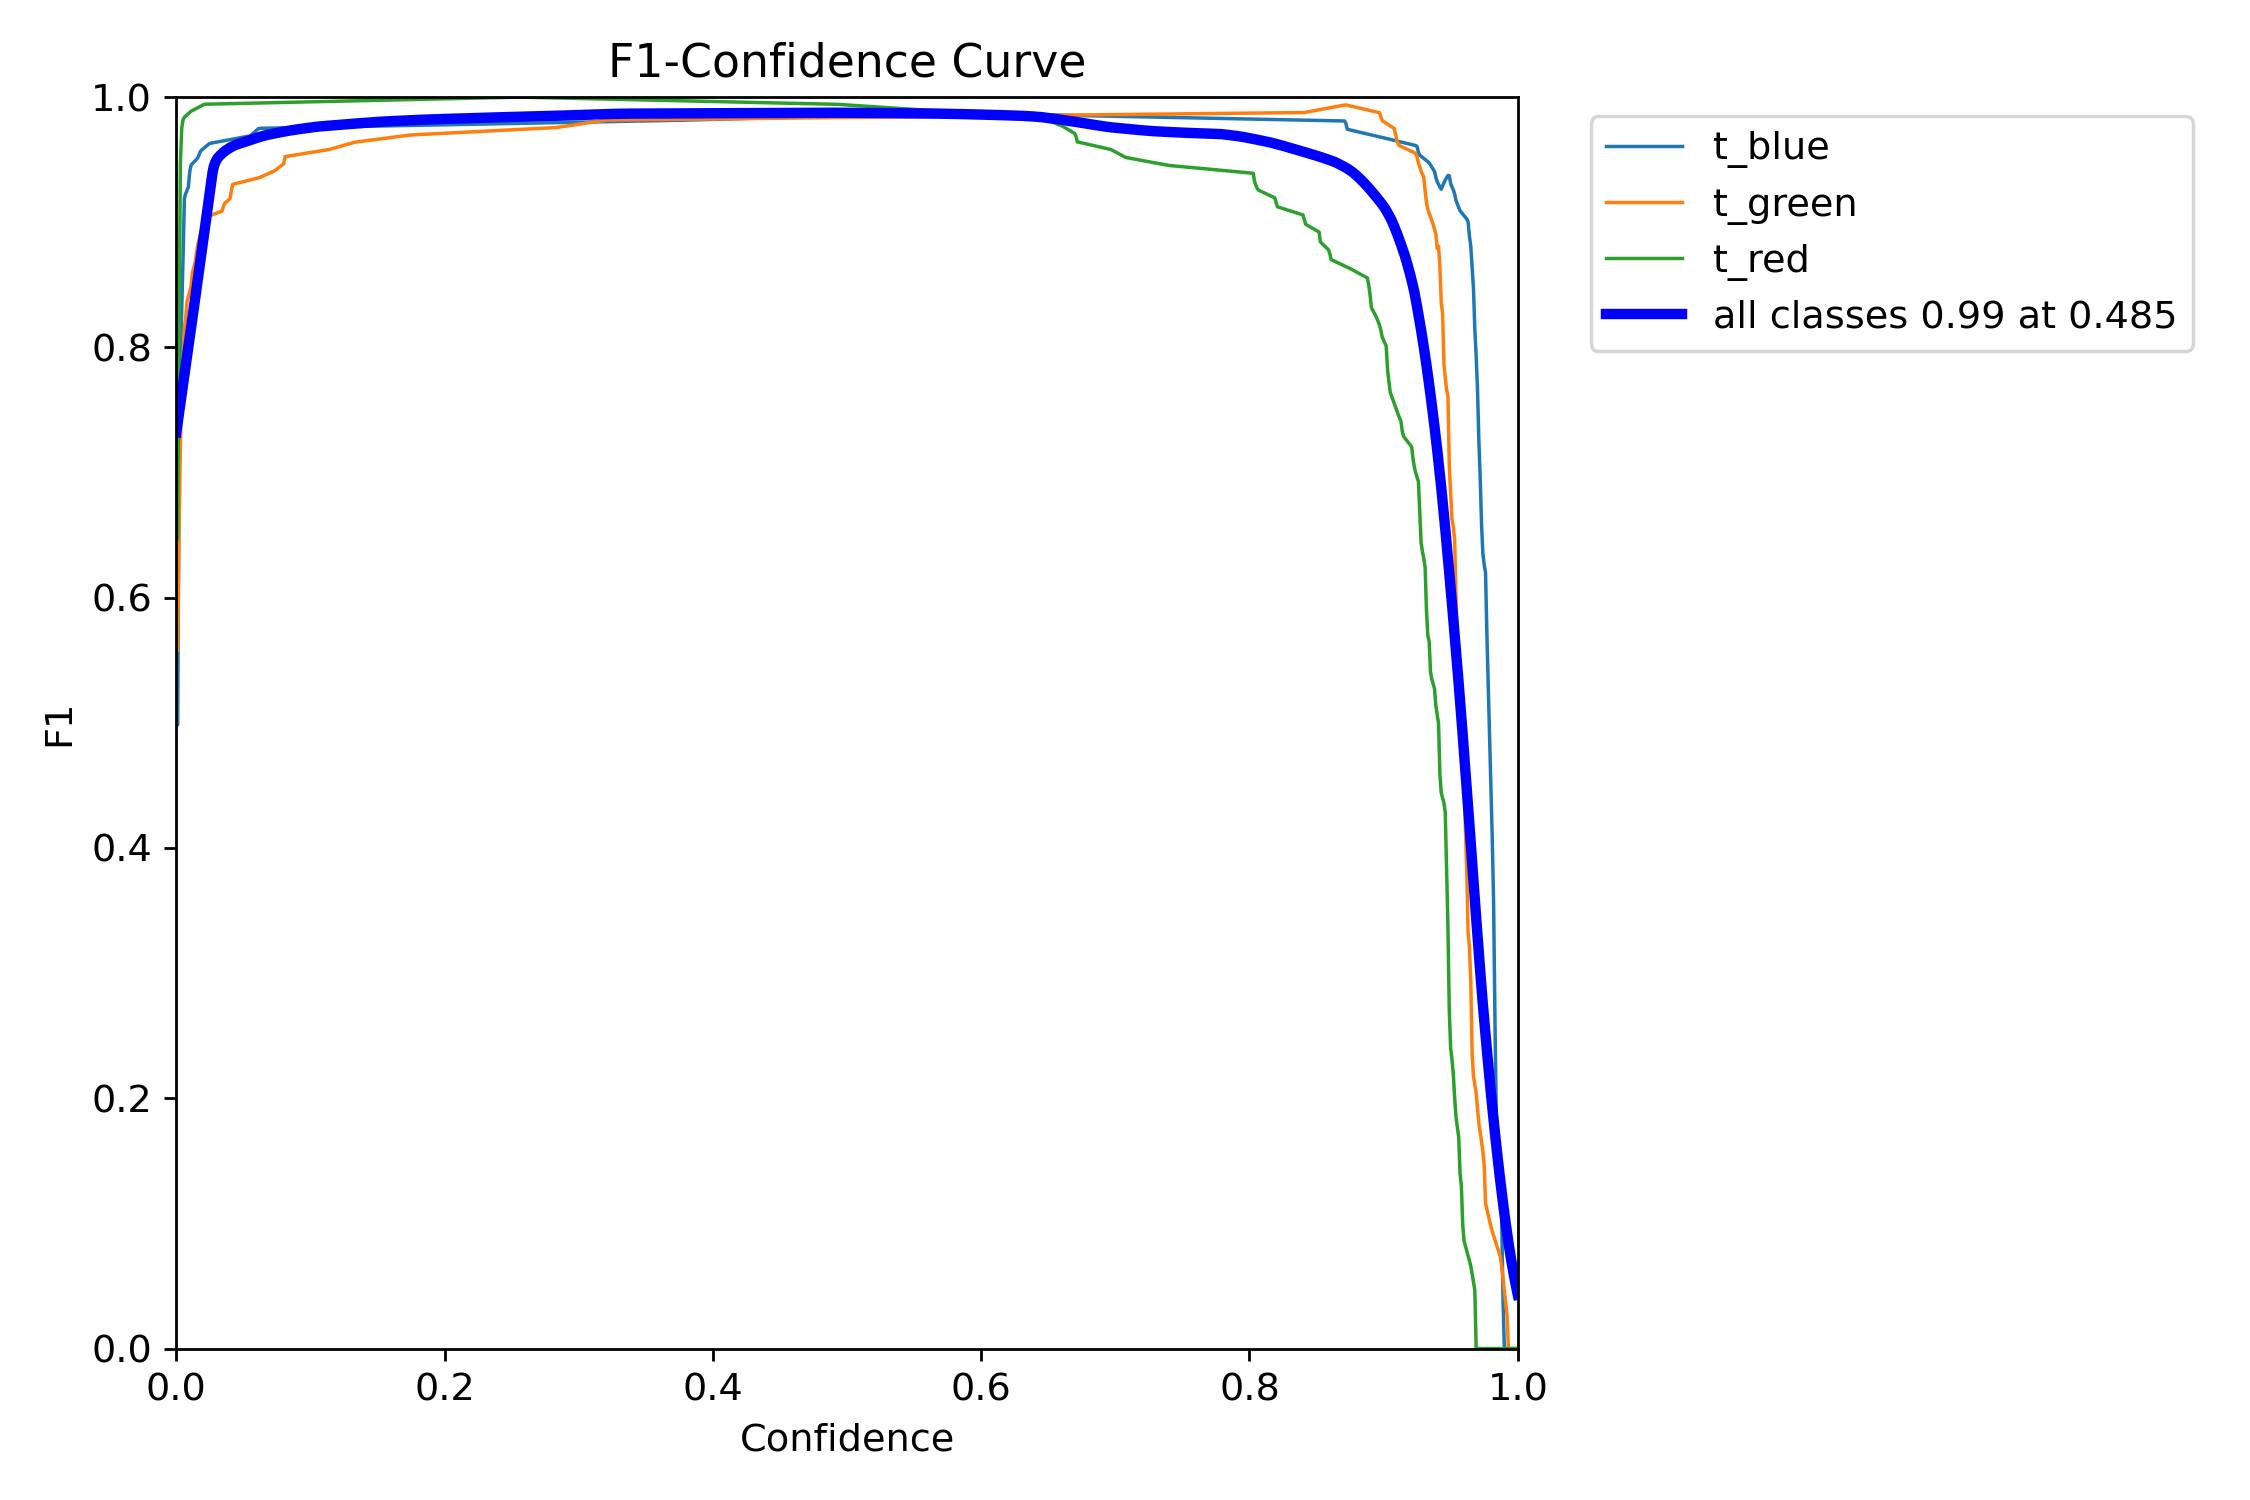 F1-Confidence Curve
1.0
0.8
0.6
0.4
0.2
0.0
F1
0.0 0.2 0.4 0.6 0.8 1.0
Confidence
t_blue
t_green
t_red
all classes 0.99 at 0.485